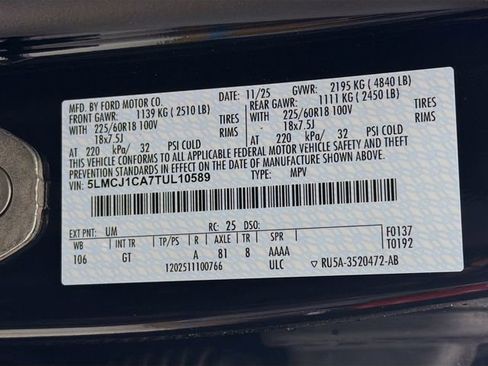 MFD. BY FORD MOTOR CO.
11/25 GVWR: 2195 KG ( 4840 LB)
FRONT GAWR: 1139 KG ( 2510 LB)
REAR GAWR: 1111 KG ( 2450 LB)
WITH 225/60R18 100V TIRES
WITH 225/60R18 100V TIRES
18x7.5J RIMS
18x7.5J RIMS
AT 220 kPa/ 32 PSI COLD
AT 220 kPa/ 32 PSI COLD
THIS VEHICLE CONFORMS TO ALL APPLICABLE FEDERAL MOTOR VEHICLE SAFETY, BUMPER, AND THEFT
PREVENTION STANDARDS IN EFFECT ON THE DATE OF MANUFACTURE SHOWN ABOVE.
VIN: 5LMCJ1CA7TUL10589 TYPE: MPV
EXT PNT: UM RC: 25 DSO: F0137
WB INT TR TP/PS R AXLE TR SPR T0192
106 GT A 81 8 AAAA
1202511100766 ULC RU5A-3520472-AB